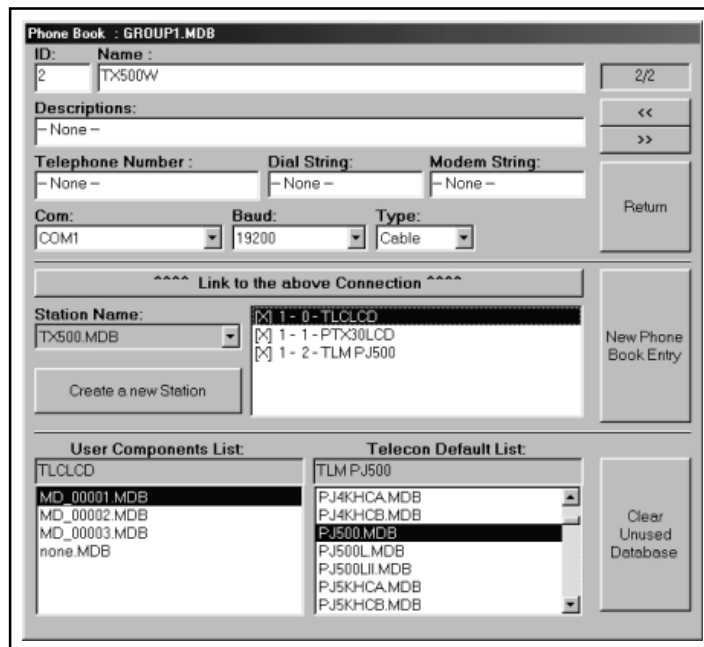 Phone Book : GROUP1.MDB
ID: Name :
2 TX500W 2/2
Descriptions:
– None –
<<
>>
Telephone Number : Dial String: Modem String:
– None – – None – – None –
Return
Com: Baud: Type:
COM1 19200 Cable
^^^^ Link to the above Connection ^^^^
Station Name:
TX500.MDB
[X] 1 - 0 - TLCLCD
[X] 1 - 1 - PTX30LCD
[X] 1 - 2 - TLM PJ500
New Phone
Book Entry
Create a new Station
User Components List: Telecon Default List:
TLCLCD TLM PJ500
MD_00001.MDB
MD_00002.MDB
MD_00003.MDB
none.MDB
PJ4KHCA.MDB
PJ4KHCB.MDB
PJ500.MDB
PJ500L.MDB
PJ500LII.MDB
PJ5KHCA.MDB
PJ5KHCB.MDB
Clear
Unused
Database